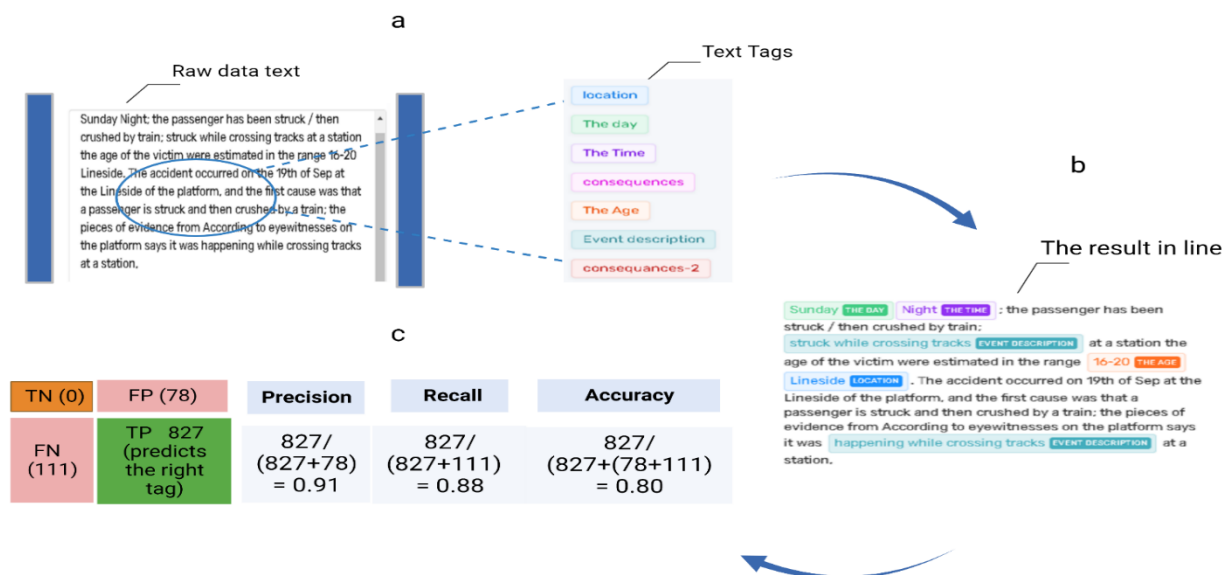 a
Raw data text
Sunday Night; the passenger has been struck / then
crushed by train; struck while crossing tracks at a station
the age of the victim were estimated in the range 16-20
Lineside. The accident occurred on the 19th of Sep at
the Lineside of the platform, and the first cause was that
a passenger is struck and then crushed by a train; the
pieces of evidence from According to eyewitnesses on
the platform says it was happening while crossing tracks
at a station.
Text Tags
location
The day
The Time
consequences
The Age
Event description
consequances-2
b
The result in line
Sunday THE DAY Night THE TIME ; the passenger has been
struck / then crushed by train;
struck while crossing tracks EVENT DESCRIPTION at a station the
age of the victim were estimated in the range 16-20 THE AGE
Lineside LOCATION . The accident occurred on 19th of Sep at the
Lineside of the platform, and the first cause was that a
passenger is struck and then crushed by a train; the pieces of
evidence from According to eyewitnesses on the platform says
it was happening while crossing tracks EVENT DESCRIPTION at a
station.
c
TN (0) FP (78)
FN
(111)
TP 827
(predicts
the right
tag)
Precision
827/
(827+78)
= 0.91
Recall
827/
(827+111)
= 0.88
Accuracy
827/
(827+(78+111)
= 0.80